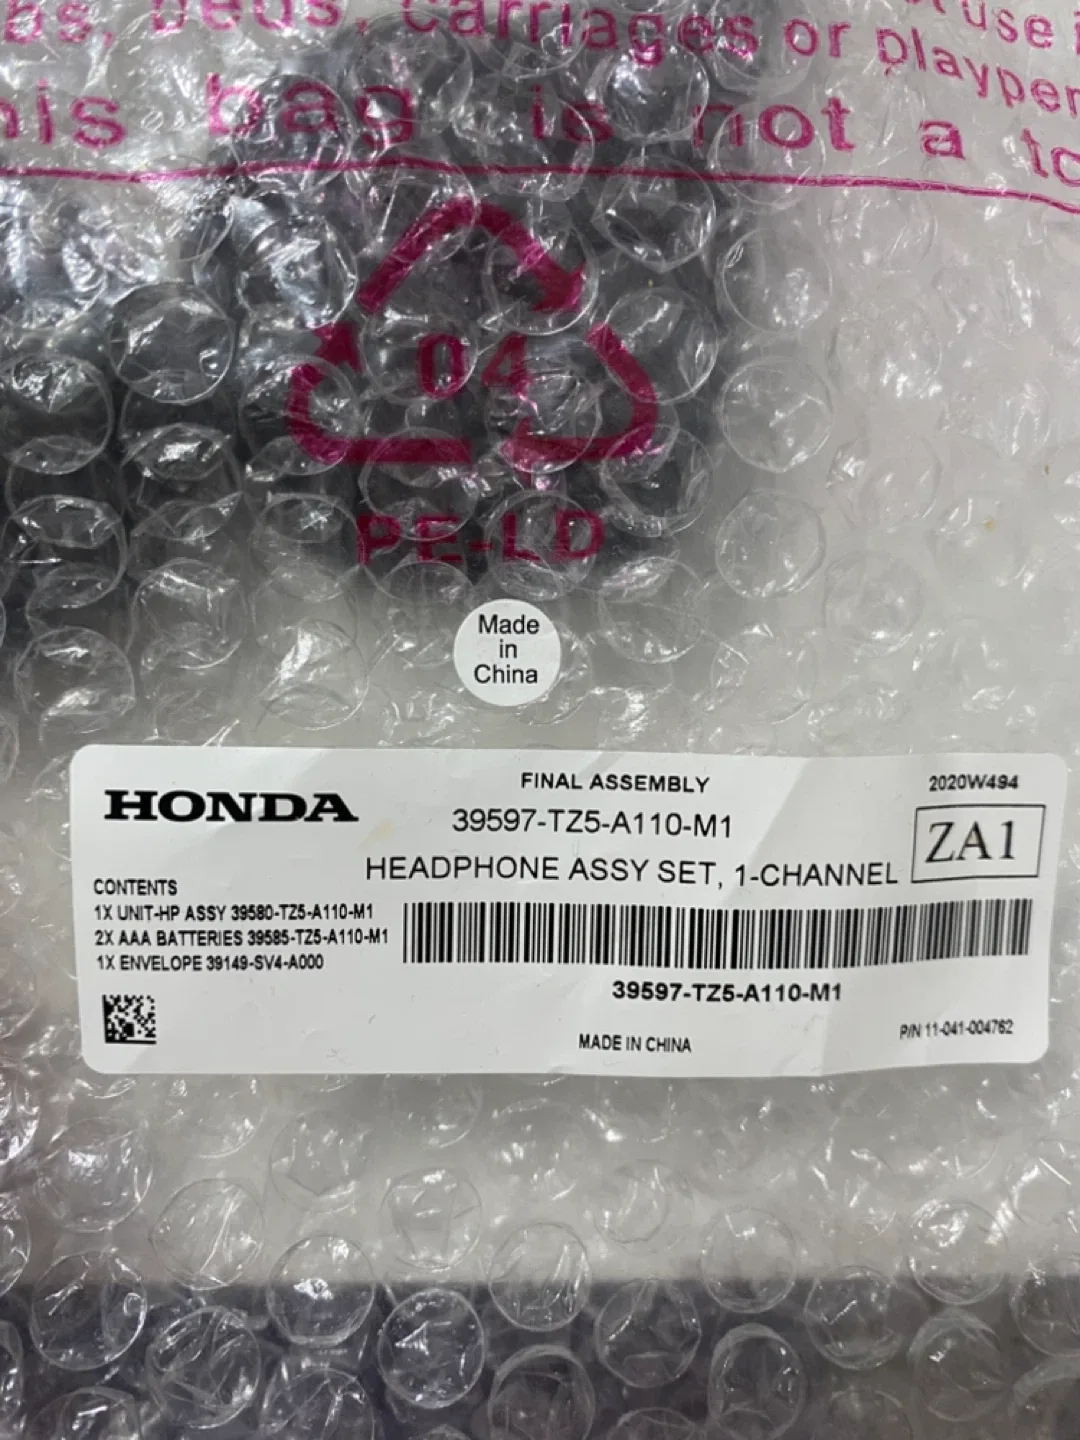 beds, carriages or playpen
use
this bag is not a
04
PE-LD
Made
in
China
HONDA
FINAL ASSEMBLY
39597-TZ5-A110-M1
HEADPHONE ASSY SET, 1-CHANNEL
2020W494
ZA1
CONTENTS
1X UNIT-HP ASSY 39580-TZ5-A110-M1
2X AAA BATTERIES 39585-TZ5-A110-M1
1X ENVELOPE 39149-SV4-A000
39597-TZ5-A110-M1
MADE IN CHINA
P/N 11-041-004762